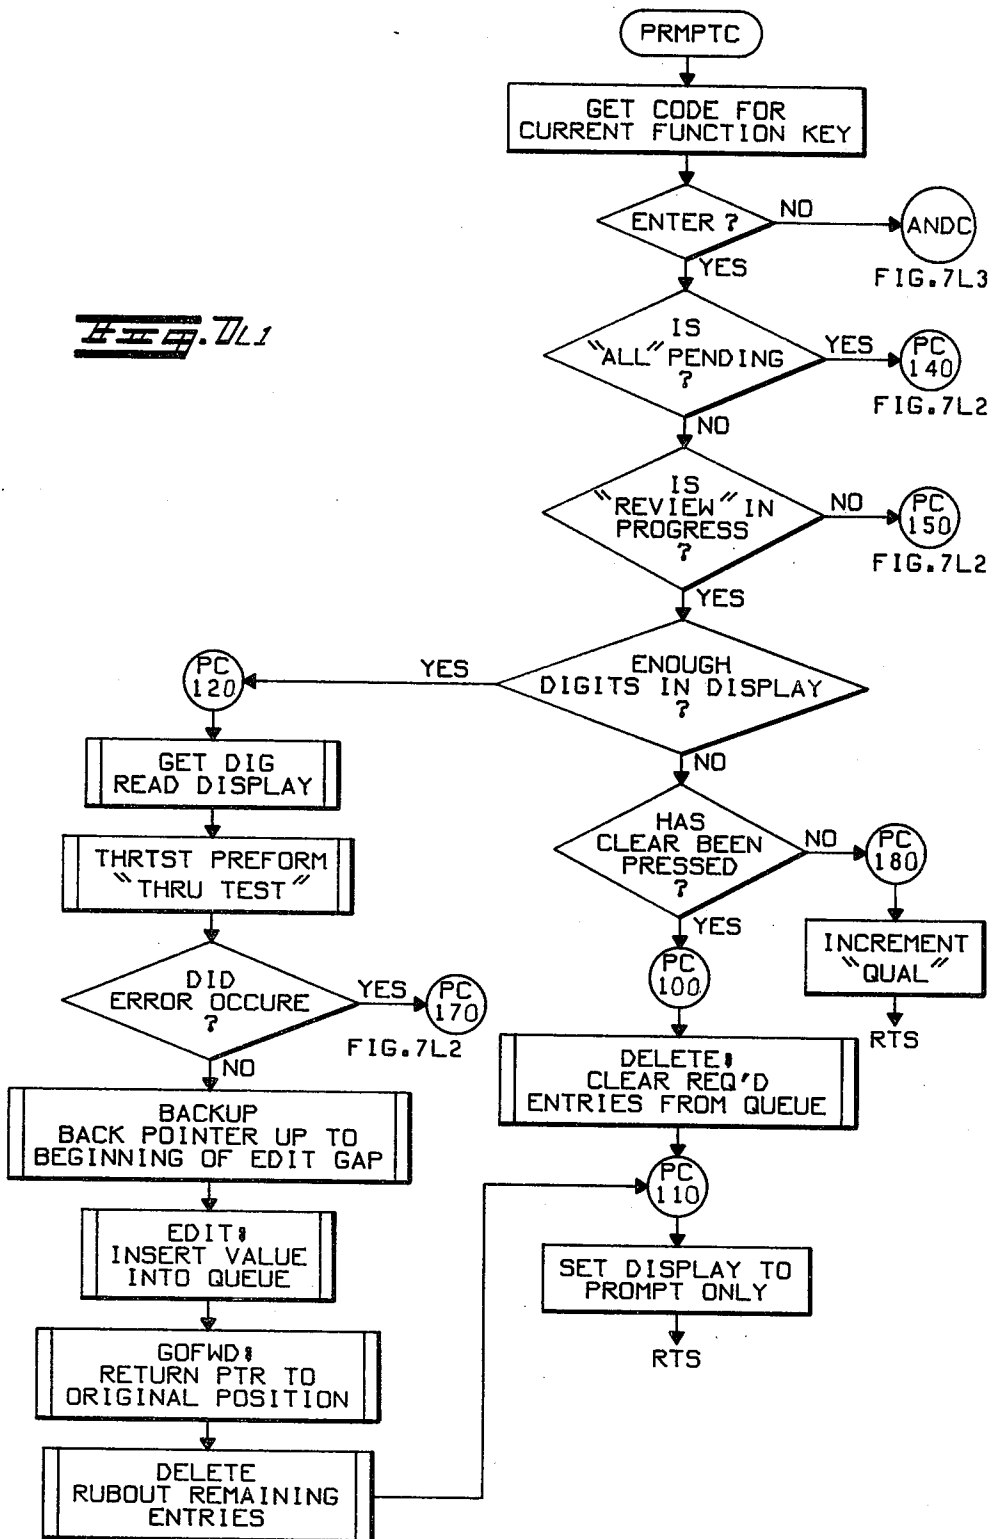 PRMPTC
GET CODE FOR
CURRENT FUNCTION KEY
ENTER ?
NO
ANDC
FIG.7L3
YES
Fig. 7L1
IS
"ALL" PENDING
?
YES
PC
140
FIG.7L2
NO
IS
"REVIEW" IN
PROGRESS
?
NO
PC
150
FIG.7L2
YES
ENOUGH
DIGITS IN DISPLAY
?
YES
PC
120
NO
GET DIG
READ DISPLAY
THRTST PREFORM
"THRU TEST"
DID
ERROR OCCURE
?
YES
PC
170
FIG.7L2
NO
BACKUP
BACK POINTER UP TO
BEGINNING OF EDIT GAP
EDIT:
INSERT VALUE
INTO QUEUE
GOFWD:
RETURN PTR TO
ORIGINAL POSITION
DELETE
RUBOUT REMAINING
ENTRIES
HAS
CLEAR BEEN
PRESSED
?
NO
PC
180
INCREMENT
"QUAL"
RTS
YES
PC
100
DELETE:
CLEAR REQ'D
ENTRIES FROM QUEUE
PC
110
SET DISPLAY TO
PROMPT ONLY
RTS